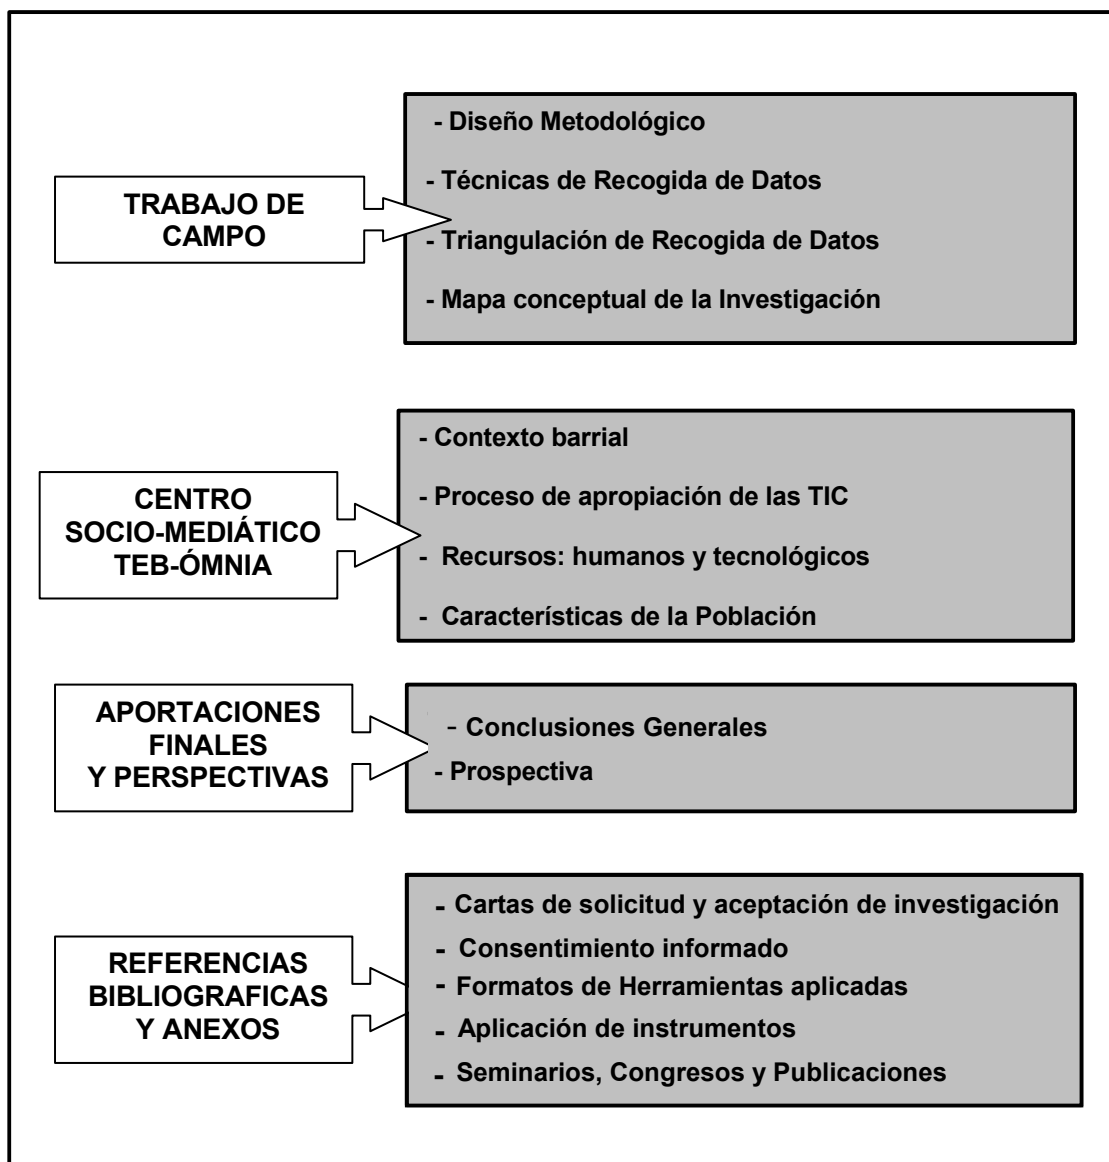 TRABAJO DE
CAMPO
- Diseño Metodológico
- Técnicas de Recogida de Datos
- Triangulación de Recogida de Datos
- Mapa conceptual de la Investigación
CENTRO
SOCIO-MEDIÁTICO
TEB-ÓMNIA
- Contexto barrial
- Proceso de apropiación de las TIC
- Recursos: humanos y tecnológicos
- Características de la Población
APORTACIONES
FINALES
Y PERSPECTIVAS
- Conclusiones Generales
- Prospectiva
REFERENCIAS
BIBLIOGRAFICAS
Y ANEXOS
- Cartas de solicitud y aceptación de investigación
- Consentimiento informado
- Formatos de Herramientas aplicadas
- Aplicación de instrumentos
- Seminarios, Congresos y Publicaciones